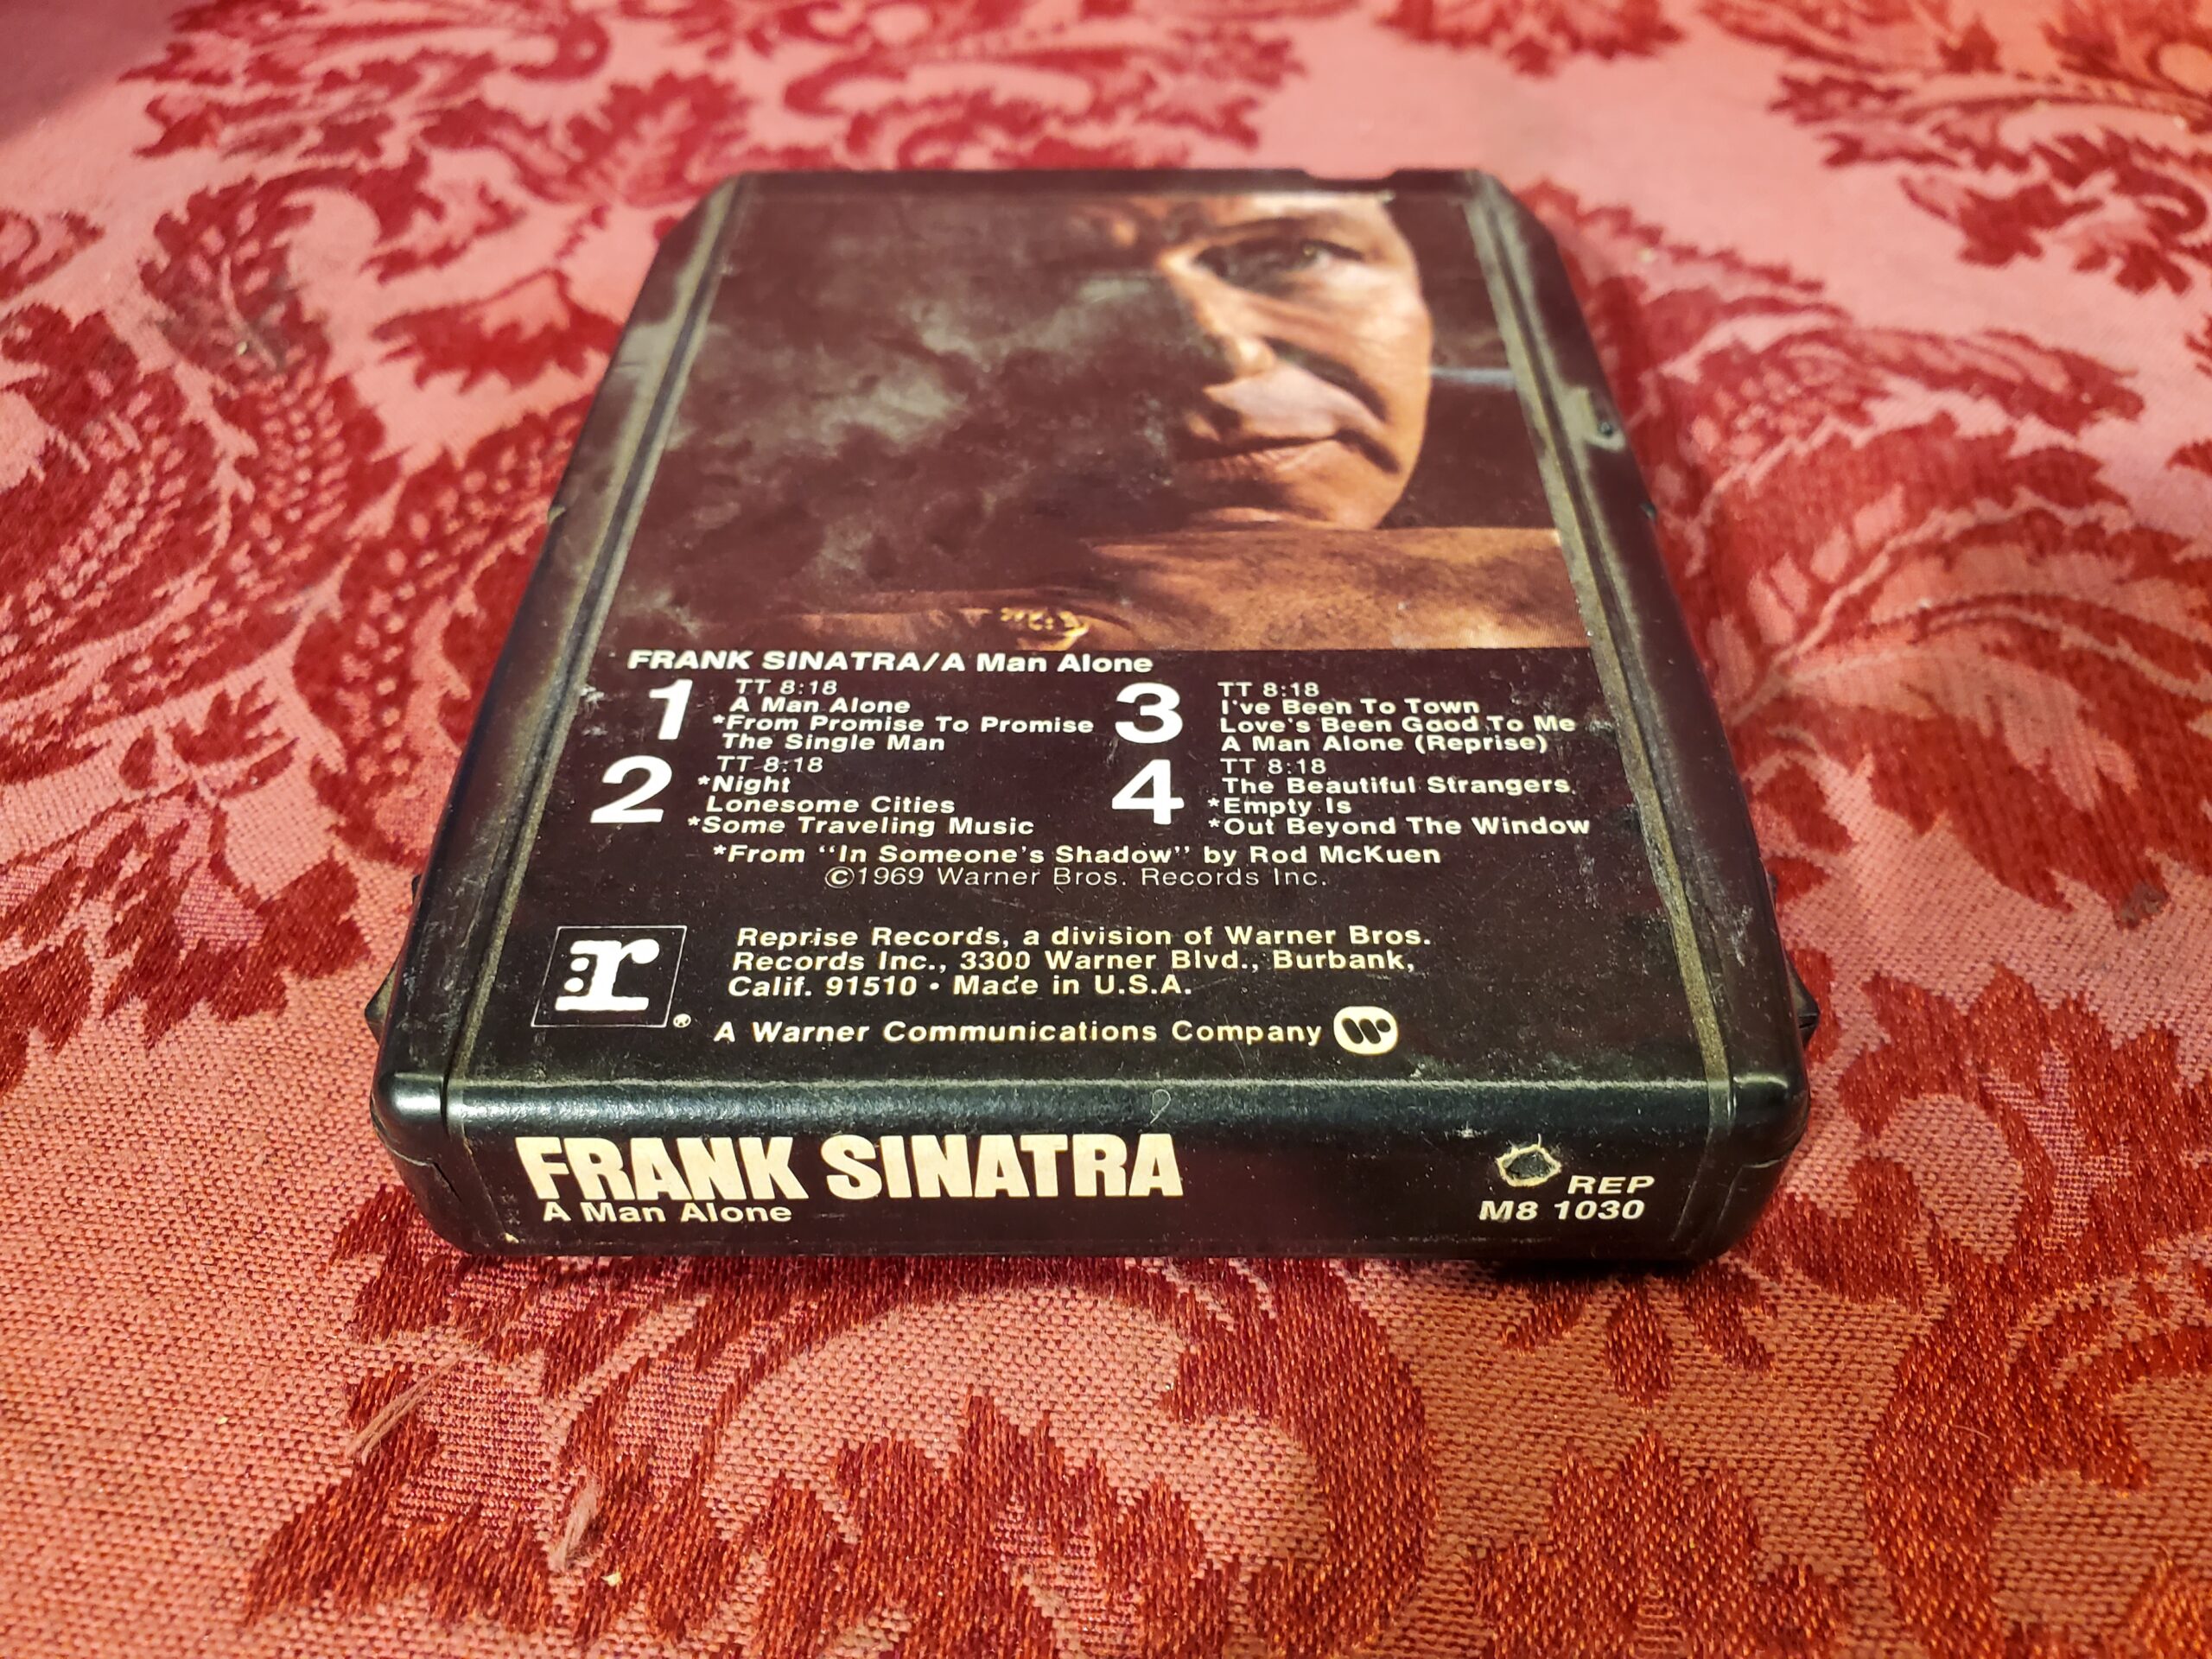 FRANK SINATRA/A Man Alone
1
TT 8:18
A Man Alone
*From Promise To Promise
The Single Man
2
TT 8:18
*Night
Lonesome Cities
*Some Traveling Music
3
TT 8:18
I've Been To Town
Love's Been Good To Me
A Man Alone (Reprise)
4
TT 8:18
The Beautiful Strangers
*Empty Is
*Out Beyond The Window
*From "In Someone's Shadow" by Rod McKuen
©1969 Warner Bros. Records Inc.
:r
®
Reprise Records, a division of Warner Bros.
Records Inc., 3300 Warner Blvd., Burbank,
Calif. 91510 • Made in U.S.A.
A Warner Communications Company W
FRANK SINATRA
A Man Alone
REP
M8 1030